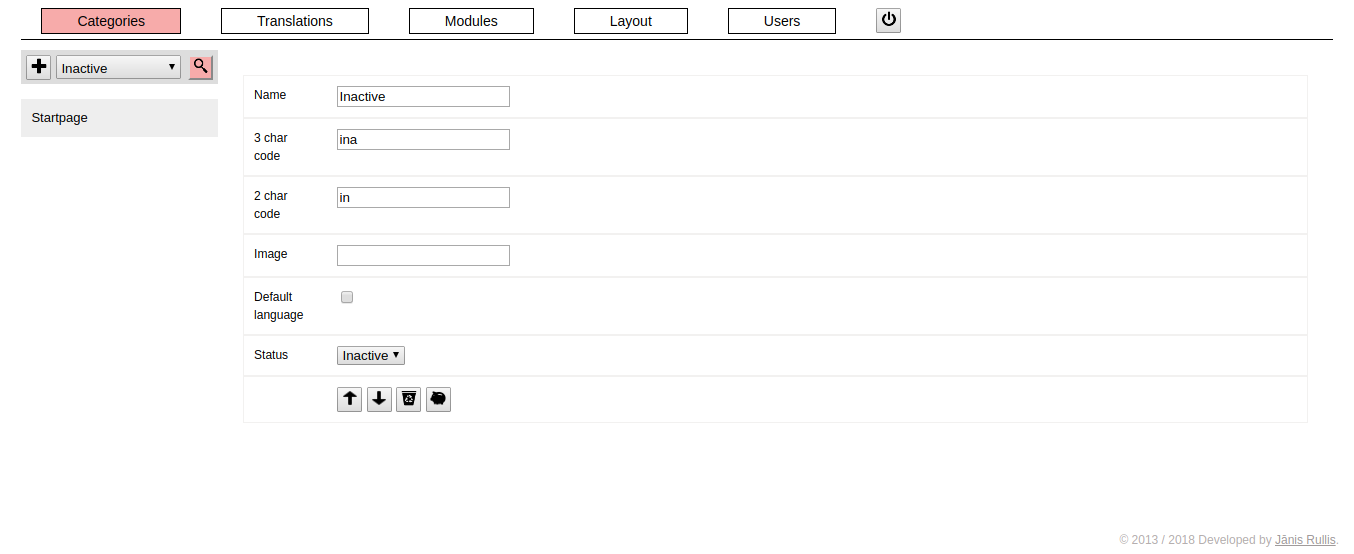 Categories Translations Modules Layout Users
Inactive
Startpage
Name Inactive
3 char
code
ina
2 char
code
in
Image
Default
language
Status Inactive
© 2013 / 2018 Developed by Jānis Rullis.